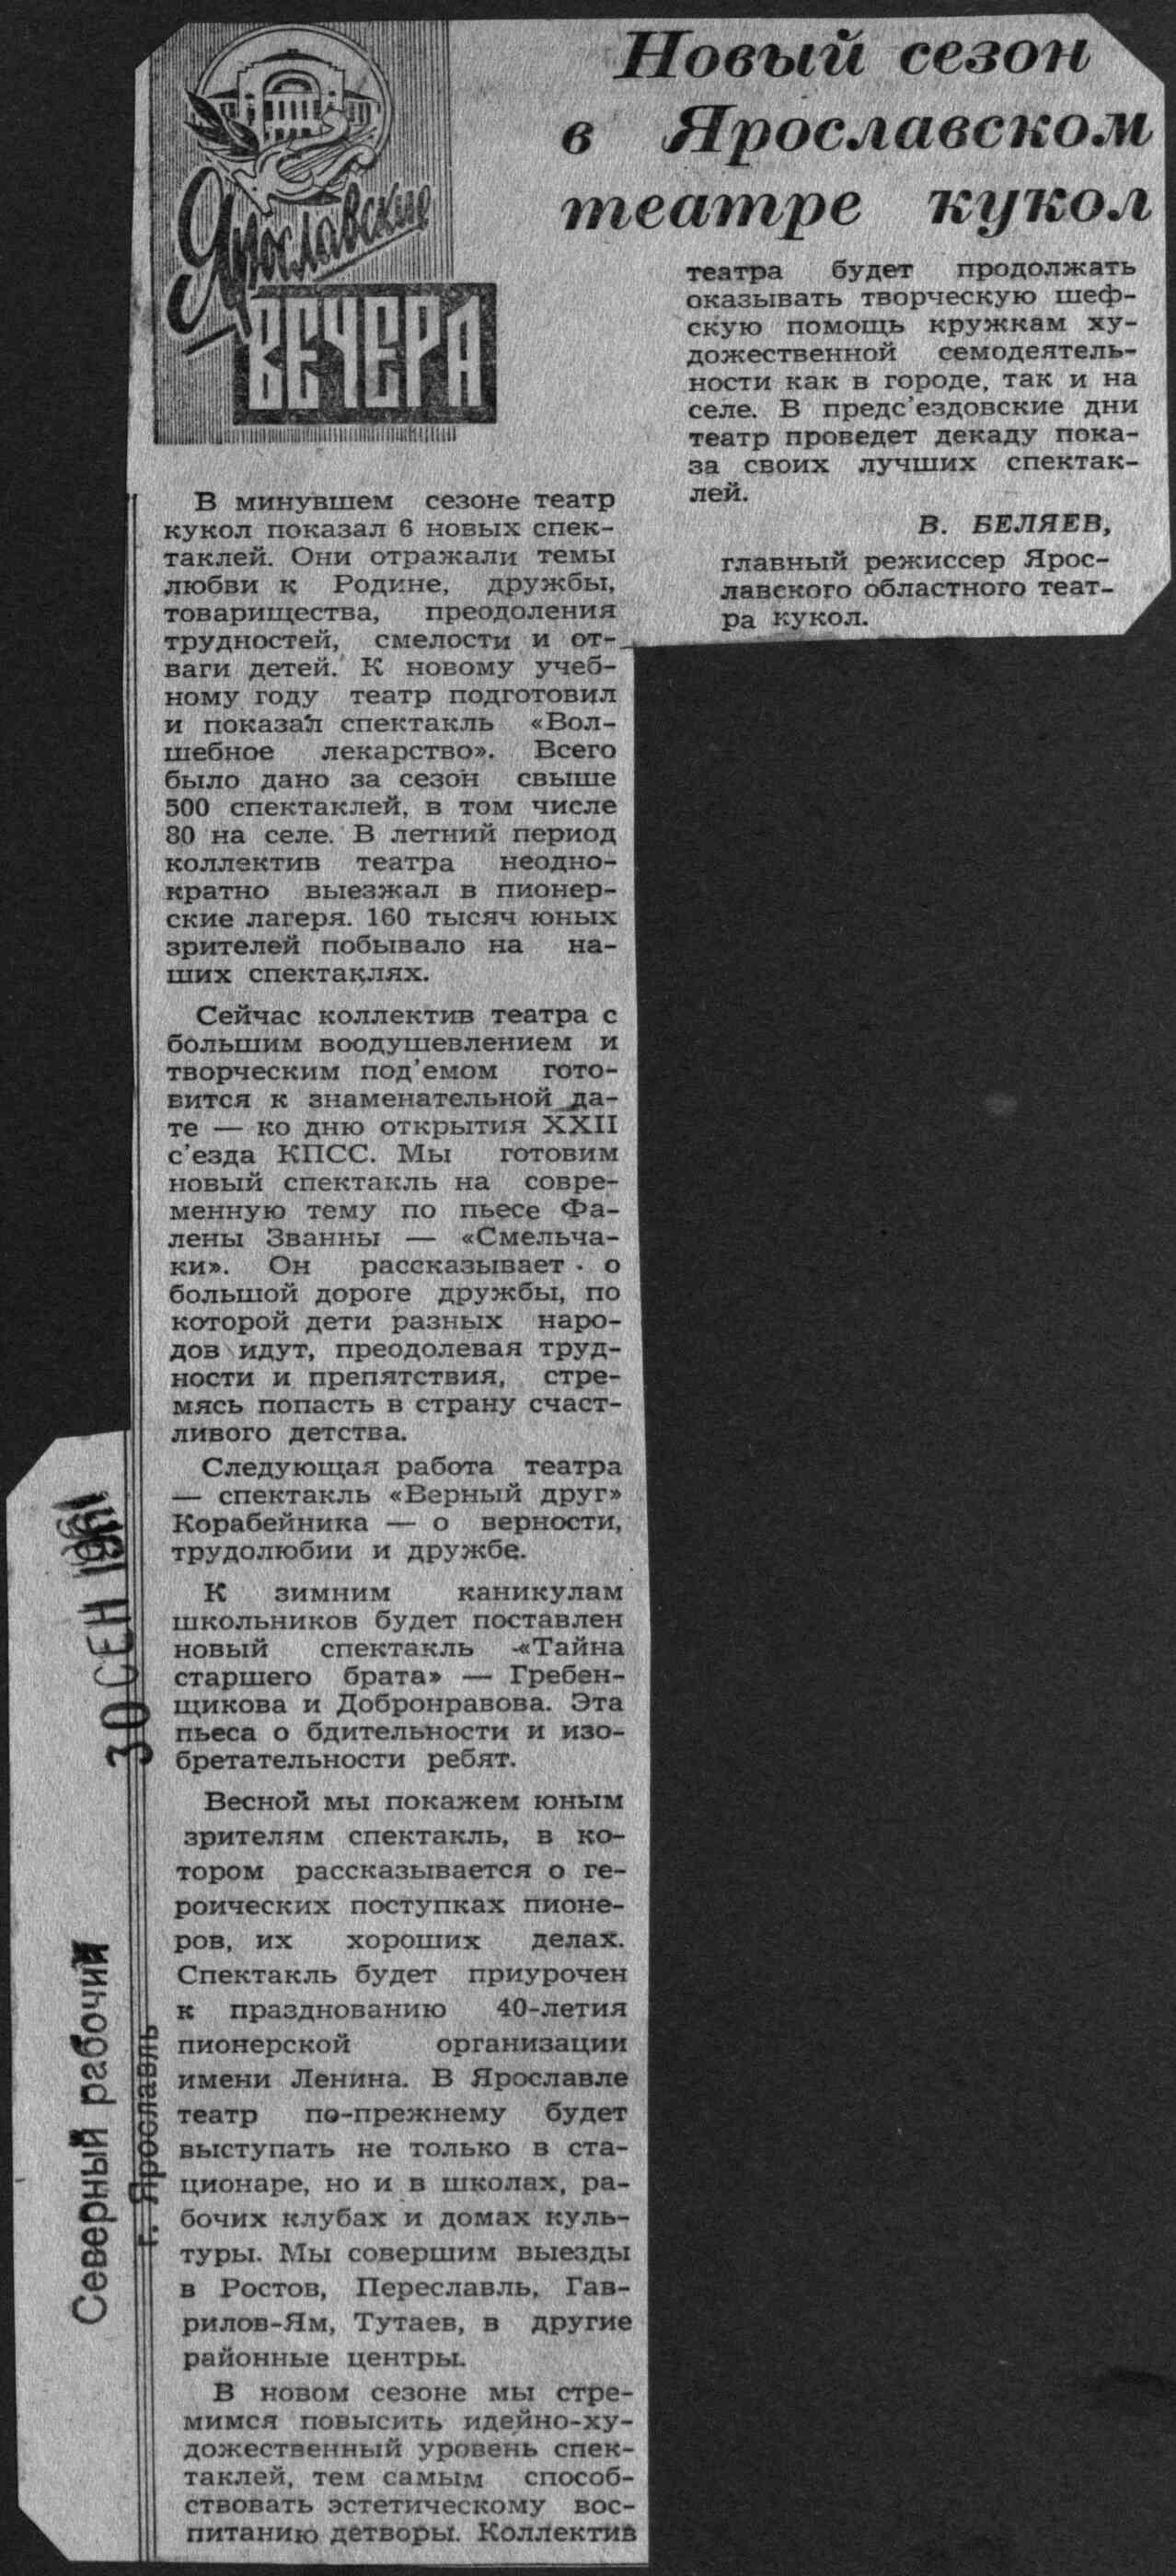 Ярославские
ВЕЧЕРА
Новый сезон
в Ярославском
театре кукол
В минувшем сезоне театр
кукол показал 6 новых спек-
таклей. Они отражали темы
любви к Родине, дружбы,
товарищества, преодоления
трудностей, смелости и от-
ваги детей. К новому учеб-
ному году театр подготовил
и показал спектакль «Вол-
шебное лекарство». Всего
было дано за сезон свыше
500 спектаклей, в том числе
80 на селе. В летний период
коллектив театра неодно-
кратно выезжал в пионер-
ские лагеря. 160 тысяч юных
зрителей побывало на на-
ших спектаклях.
Сейчас коллектив театра с
большим воодушевлением и
творческим под'емом гото-
вится к знаменательной да-
те — ко дню открытия XXII
с'езда КПСС. Мы готовим
новый спектакль на совре-
менную тему по пьесе Фа-
лены Званны — «Смельча-
ки». Он рассказывает о
большой дороге дружбы, по
которой дети разных наро-
дов идут, преодолевая труд-
ности и препятствия, стре-
мясь попасть в страну счаст-
ливого детства.
Следующая работа театра
— спектакль «Верный друг»
Корабейника — о верности,
трудолюбии и дружбе.
К зимним каникулам
школьников будет поставлен
новый спектакль -«Тайна
старшего брата» — Гребен-
щикова и Добронравова. Эта
пьеса о бдительности и изо-
бретательности ребят.
Весной мы покажем юным
зрителям спектакль, в ко-
тором рассказывается о ге-
роических поступках пионе-
ров, их хороших делах.
Спектакль будет приурочен
к празднованию 40-летия
пионерской организации
имени Ленина. В Ярославле
театр по-прежнему будет
выступать не только в ста-
ционаре, но и в школах, ра-
бочих клубах и домах куль-
туры. Мы совершим выезды
в Ростов, Переславль, Гав-
рилов-Ям, Тутаев, в другие
районные центры.
В новом сезоне мы стре-
мимся повысить идейно-ху-
дожественный уровень спек-
таклей, тем самым способ-
ствовать эстетическому вос-
питанию детворы. Коллектив
театра будет продолжать
оказывать творческую шеф-
скую помощь кружкам ху-
дожественной семодеятель-
ности как в городе, так и на
селе. В предс'ездовские дни
театр проведет декаду пока-
за своих лучших спектак-
лей.
В. БЕЛЯЕВ,
главный режиссер Ярос-
лавского областного теат-
ра кукол.
30 СЕН 1961
Северный рабочий
г. Ярославль